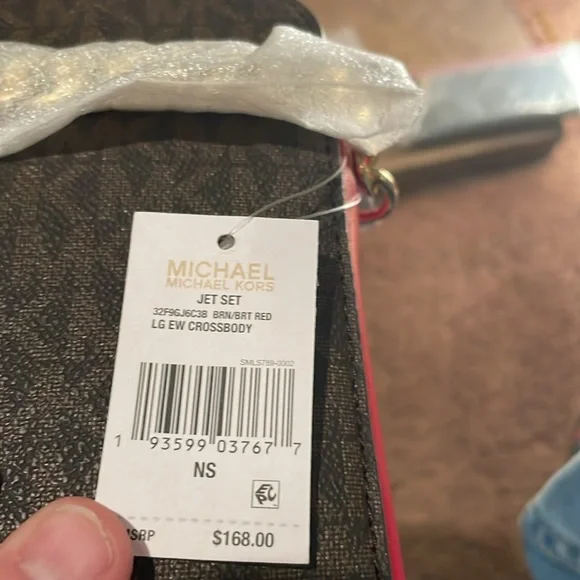 MICHAEL
MICHAEL KORS
JET SET
32F9GJ6C3B BRN/BRT RED
LG EW CROSSBODY
SMLS789-0002
1 93599 03767 7
NS
MSRP $168.00